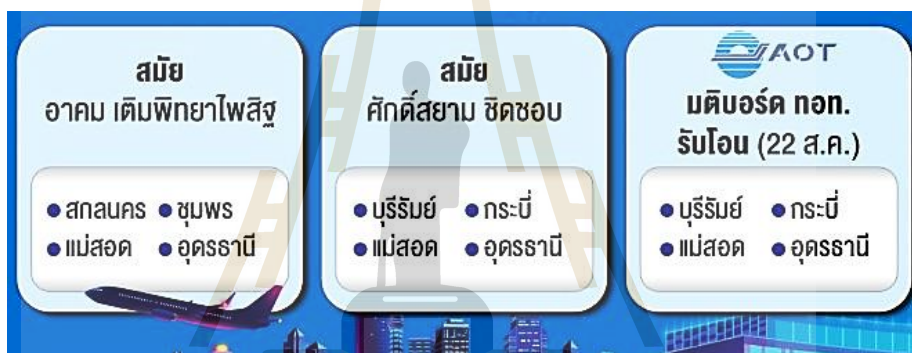 สมัย
อาคม เติมพิทยาไพสิฐ
● สกลนคร ● ชุมพร
● แม่สอด ● อุดรธานี
สมัย
ศักดิ์สยาม ชิดชอบ
● บุรีรัมย์ ● กระบี่
● แม่สอด ● อุดรธานี
AOT
มติบอร์ด ทอท.
รับโอน (22 ส.ค.)
● บุรีรัมย์ ● กระบี่
● แม่สอด ● อุดรธานี